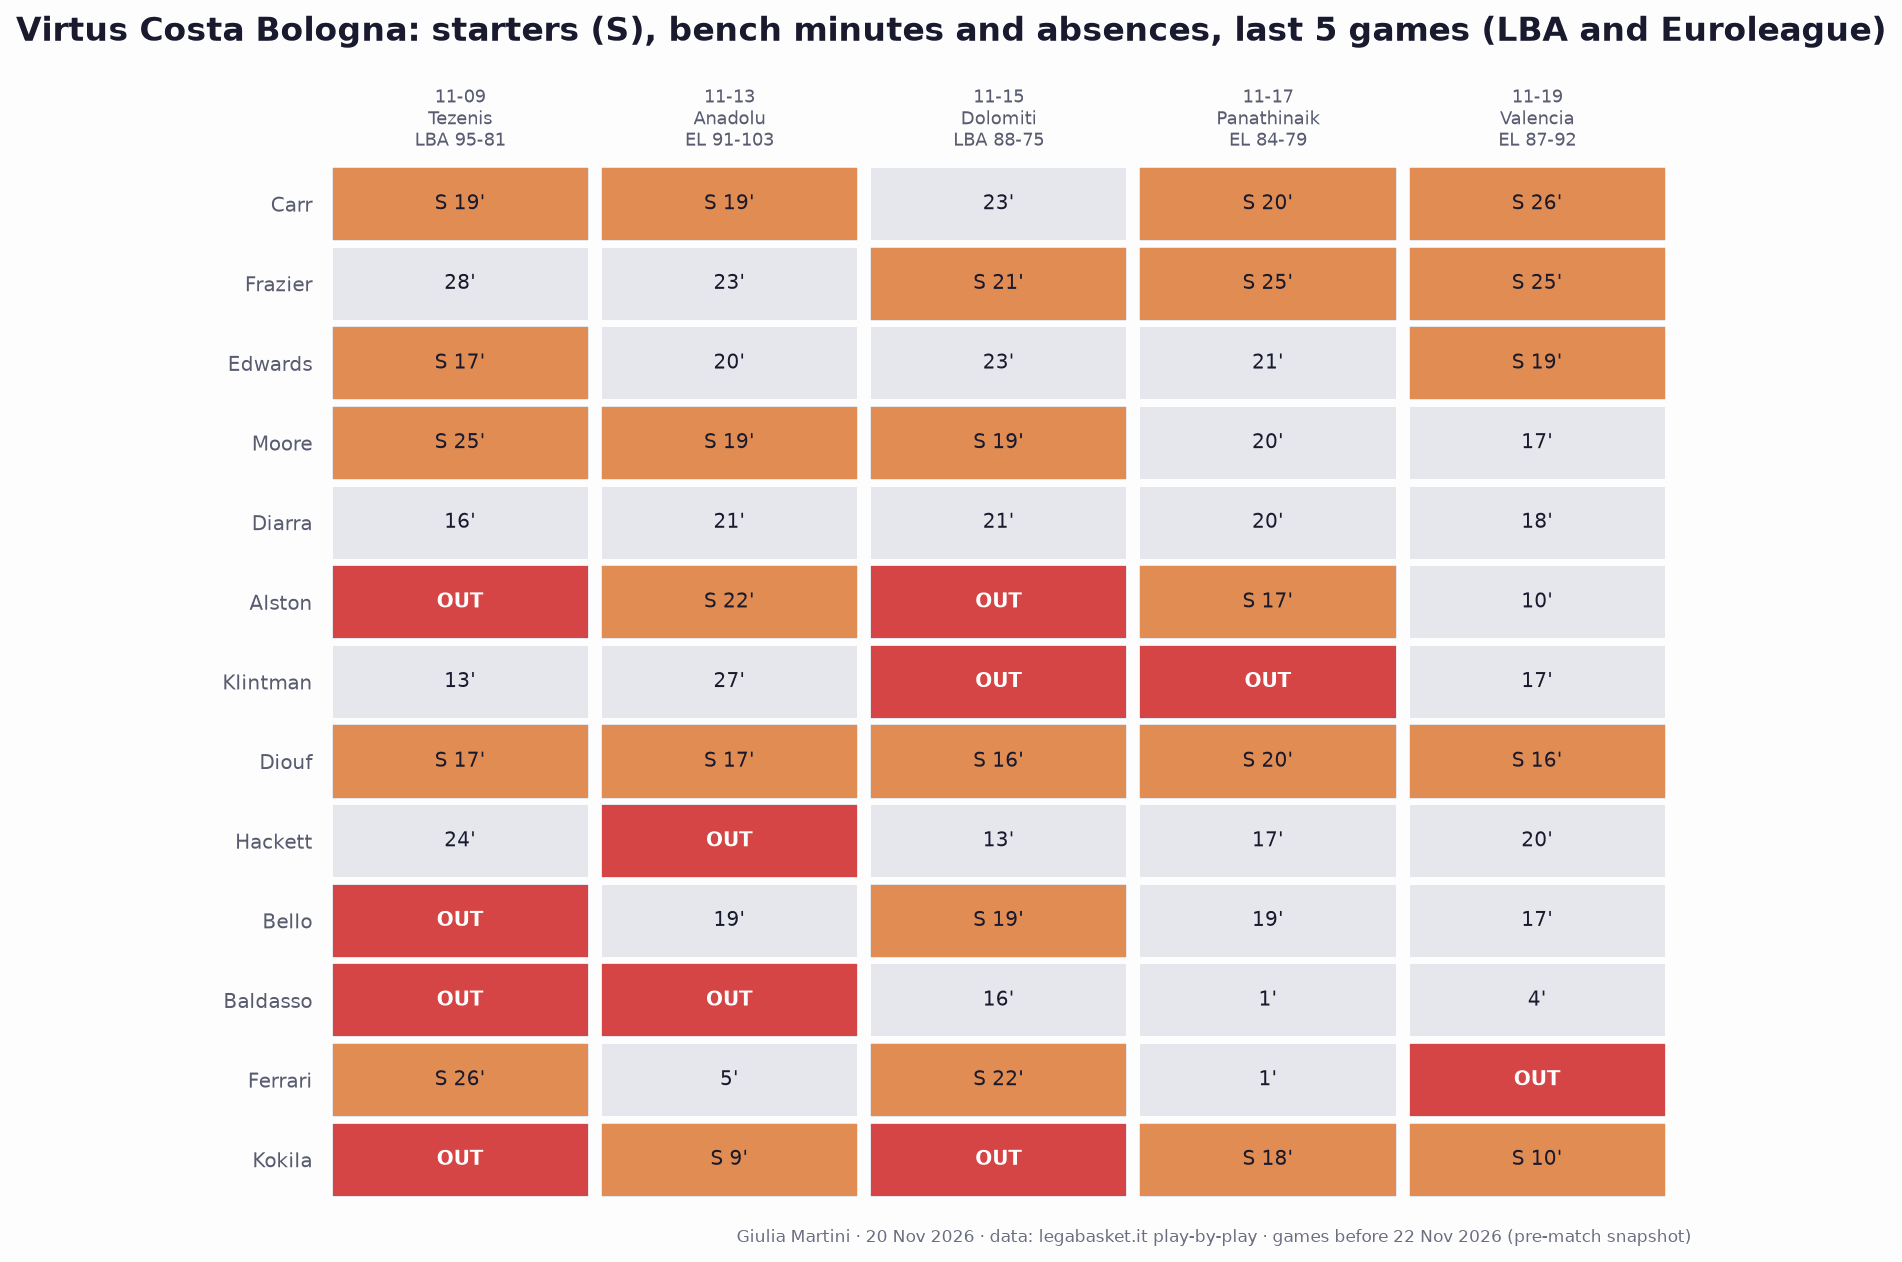 Virtus Costa Bologna: starters (S), bench minutes and absences, last 5 games (LBA and Euroleague)
11-09 11-13 11-15 11-17 11-19
Tezenis Anadolu Dolomiti Panathinaik Valencia
LBA 95-81 EL 91-103 LBA 88-75 EL 84-79 EL 87-92
Carr S 19' S 19' 23' S 20' S 26'
Frazier 28' 23' S 21' S 25' S 25'
Edwards S 17' 20' 23' 21' S 19'
Moore S 25' S 19' S 19' 20' 17'
Diarra 16' 21' 21' 20' 18'
Alston OUT S 22' OUT S 17' 10'
Klintman 13' 27' OUT OUT 17'
Diouf S 17' S 17' S 16' S 20' S 16'
Hackett 24' OUT 13' 17' 20'
Bello OUT 19' S 19' 19' 17'
Baldasso OUT OUT 16' 1' 4'
Ferrari S 26' 5' S 22' 1' OUT
Kokila OUT S 9' OUT S 18' S 10'
Giulia Martini · 20 Nov 2026 · data: legabasket.it play-by-play · games before 22 Nov 2026 (pre-match snapshot)